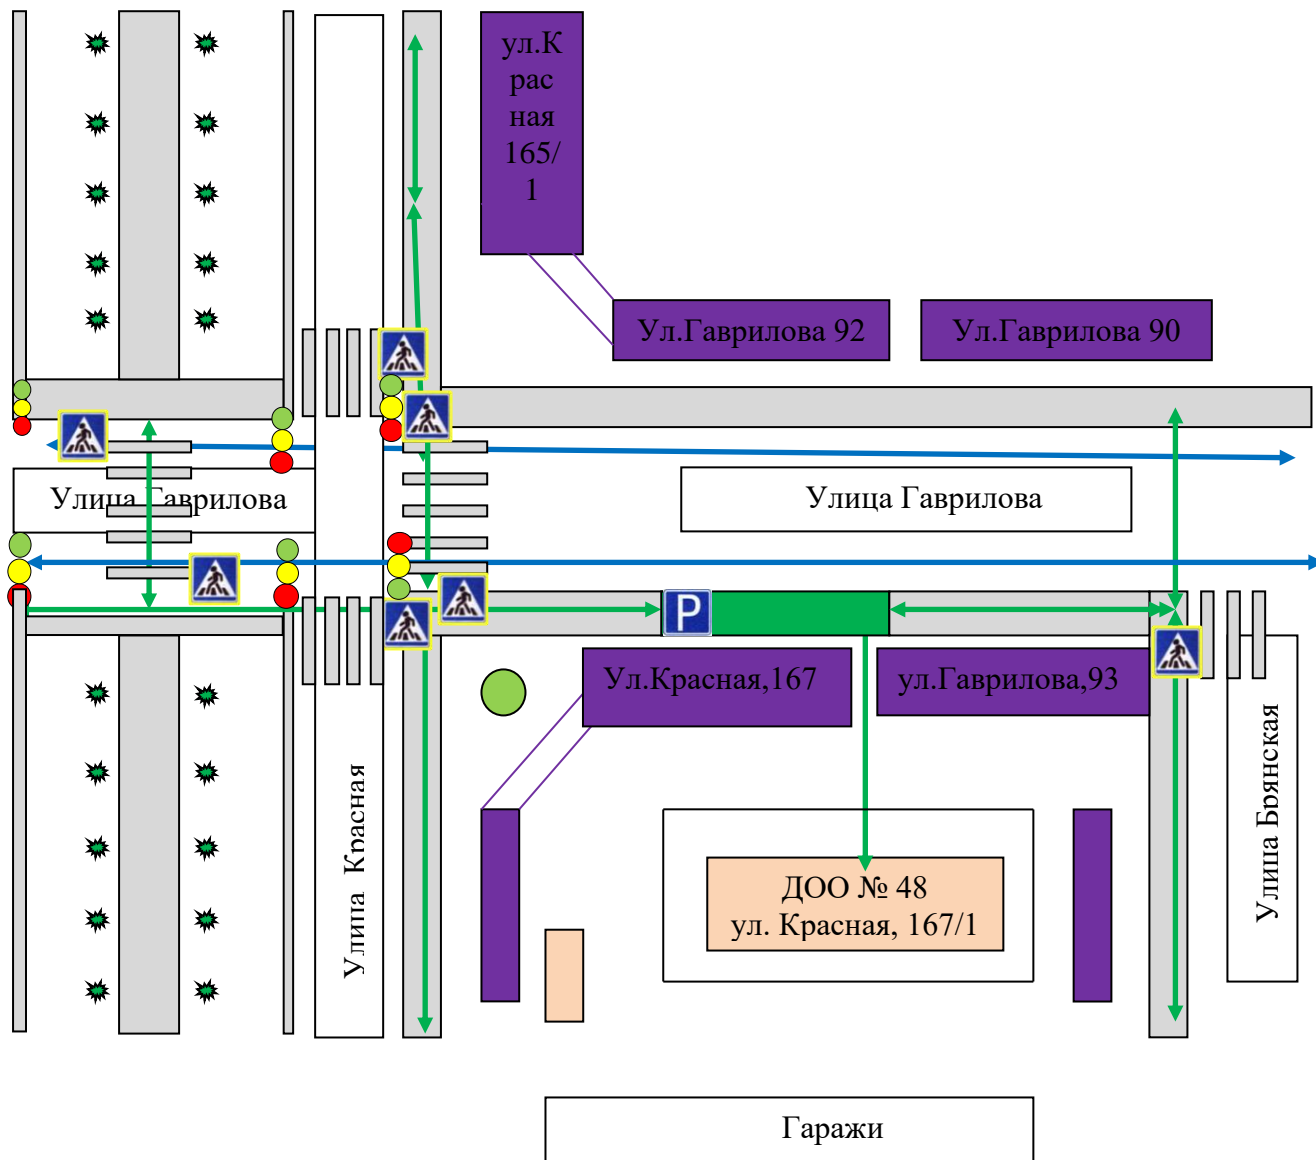 ул.К
рас
ная
165/
1
Ул.Гаврилова 92
Ул.Гаврилова 90
Улица Гаврилова
Улица Гаврилова
P
Ул.Красная,167
ул.Гаврилова,93
Улица Красная
Улица Брянская
ДОО № 48
ул. Красная, 167/1
Гаражи